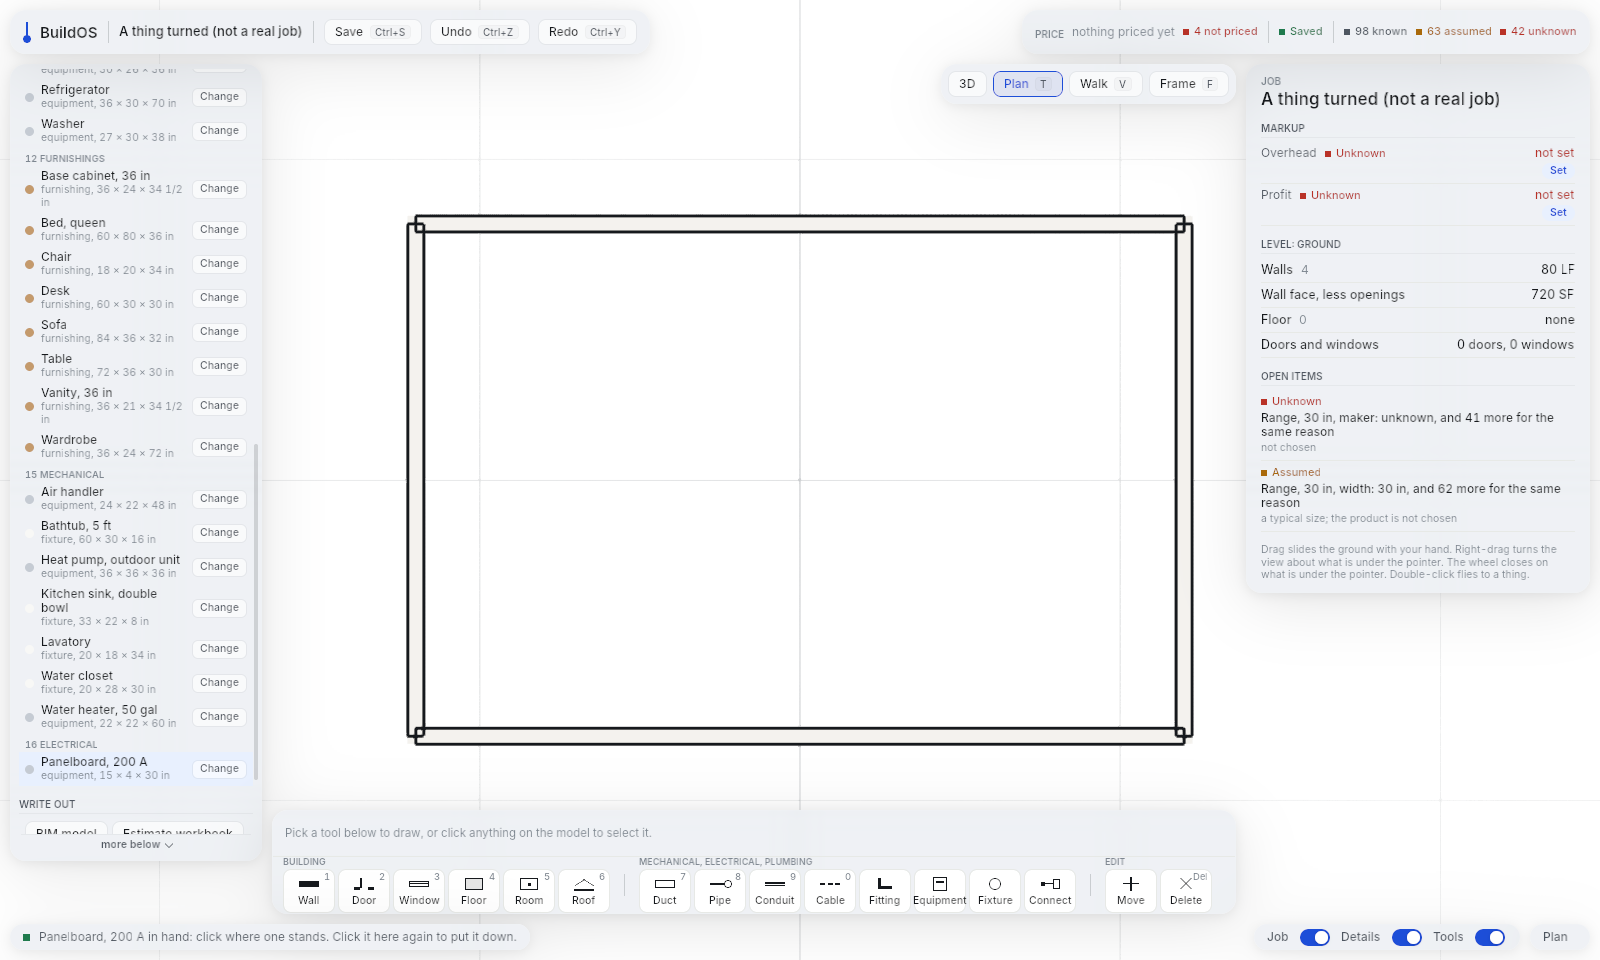 BuildOS
A thing turned (not a real job)
Save Ctrl+S
Undo Ctrl+Z
Redo Ctrl+Y
PRICE nothing priced yet 4 not priced
Saved
98 known 63 assumed 42 unknown
3D
Plan T
Walk V
Frame F
equipment, 30 × 26 × 36 in
Change
Refrigerator
equipment, 36 × 30 × 70 in
Change
Washer
equipment, 27 × 30 × 38 in
Change
12 FURNISHINGS
Base cabinet, 36 in
furnishing, 36 × 24 × 34 1/2
in
Change
Bed, queen
furnishing, 60 × 80 × 36 in
Change
Chair
furnishing, 18 × 20 × 34 in
Change
Desk
furnishing, 60 × 30 × 30 in
Change
Sofa
furnishing, 84 × 36 × 32 in
Change
Table
furnishing, 72 × 36 × 30 in
Change
Vanity, 36 in
furnishing, 36 × 21 × 34 1/2
in
Change
Wardrobe
furnishing, 36 × 24 × 72 in
Change
15 MECHANICAL
Air handler
equipment, 24 × 22 × 48 in
Change
Bathtub, 5 ft
fixture, 60 × 30 × 16 in
Change
Heat pump, outdoor unit
equipment, 36 × 36 × 36 in
Change
Kitchen sink, double
bowl
fixture, 33 × 22 × 8 in
Change
Lavatory
fixture, 20 × 18 × 34 in
Change
Water closet
fixture, 20 × 28 × 30 in
Change
Water heater, 50 gal
equipment, 22 × 22 × 60 in
Change
16 ELECTRICAL
Panelboard, 200 A
equipment, 15 × 4 × 30 in
Change
WRITE OUT
BIM model
Estimate workbook
more below
JOB
A thing turned (not a real job)
MARKUP
Overhead Unknown not set
Set
Profit Unknown not set
Set
LEVEL: GROUND
Walls 4 80 LF
Wall face, less openings 720 SF
Floor 0 none
Doors and windows 0 doors, 0 windows
OPEN ITEMS
Unknown
Range, 30 in, maker: unknown, and 41 more for the
same reason
not chosen
Assumed
Range, 30 in, width: 30 in, and 62 more for the same
reason
a typical size; the product is not chosen
Drag slides the ground with your hand. Right-drag turns the
view about what is under the pointer. The wheel closes on
what is under the pointer. Double-click flies to a thing.
Pick a tool below to draw, or click anything on the model to select it.
BUILDING
1 Wall
2 Door
3 Window
4 Floor
5 Room
6 Roof
MECHANICAL, ELECTRICAL, PLUMBING
7 Duct
8 Pipe
9 Conduit
0 Cable
Fitting
Equipment
Fixture
Connect
EDIT
Move
Del Delete
Panelboard, 200 A in hand: click where one stands. Click it here again to put it down.
Job
Details
Tools
Plan